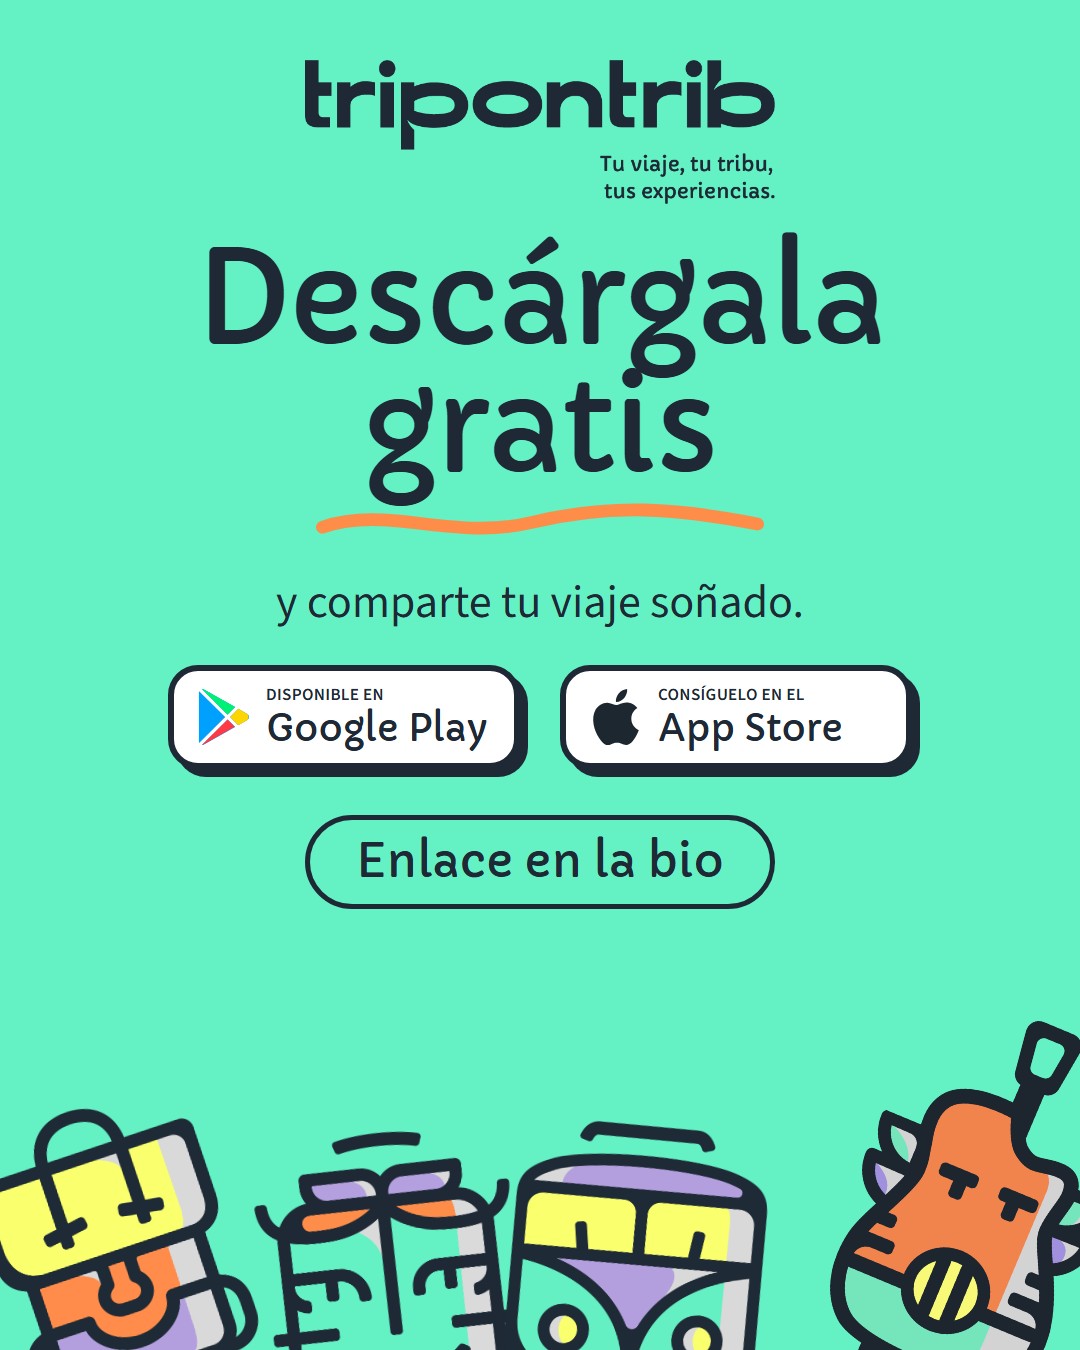 tripontrib
Tu viaje, tu tribu,
tus experiencias.
Descárgala
gratis
y comparte tu viaje soñado.
DISPONIBLE EN
Google Play
CONSÍGUELO EN EL
App Store
Enlace en la bio